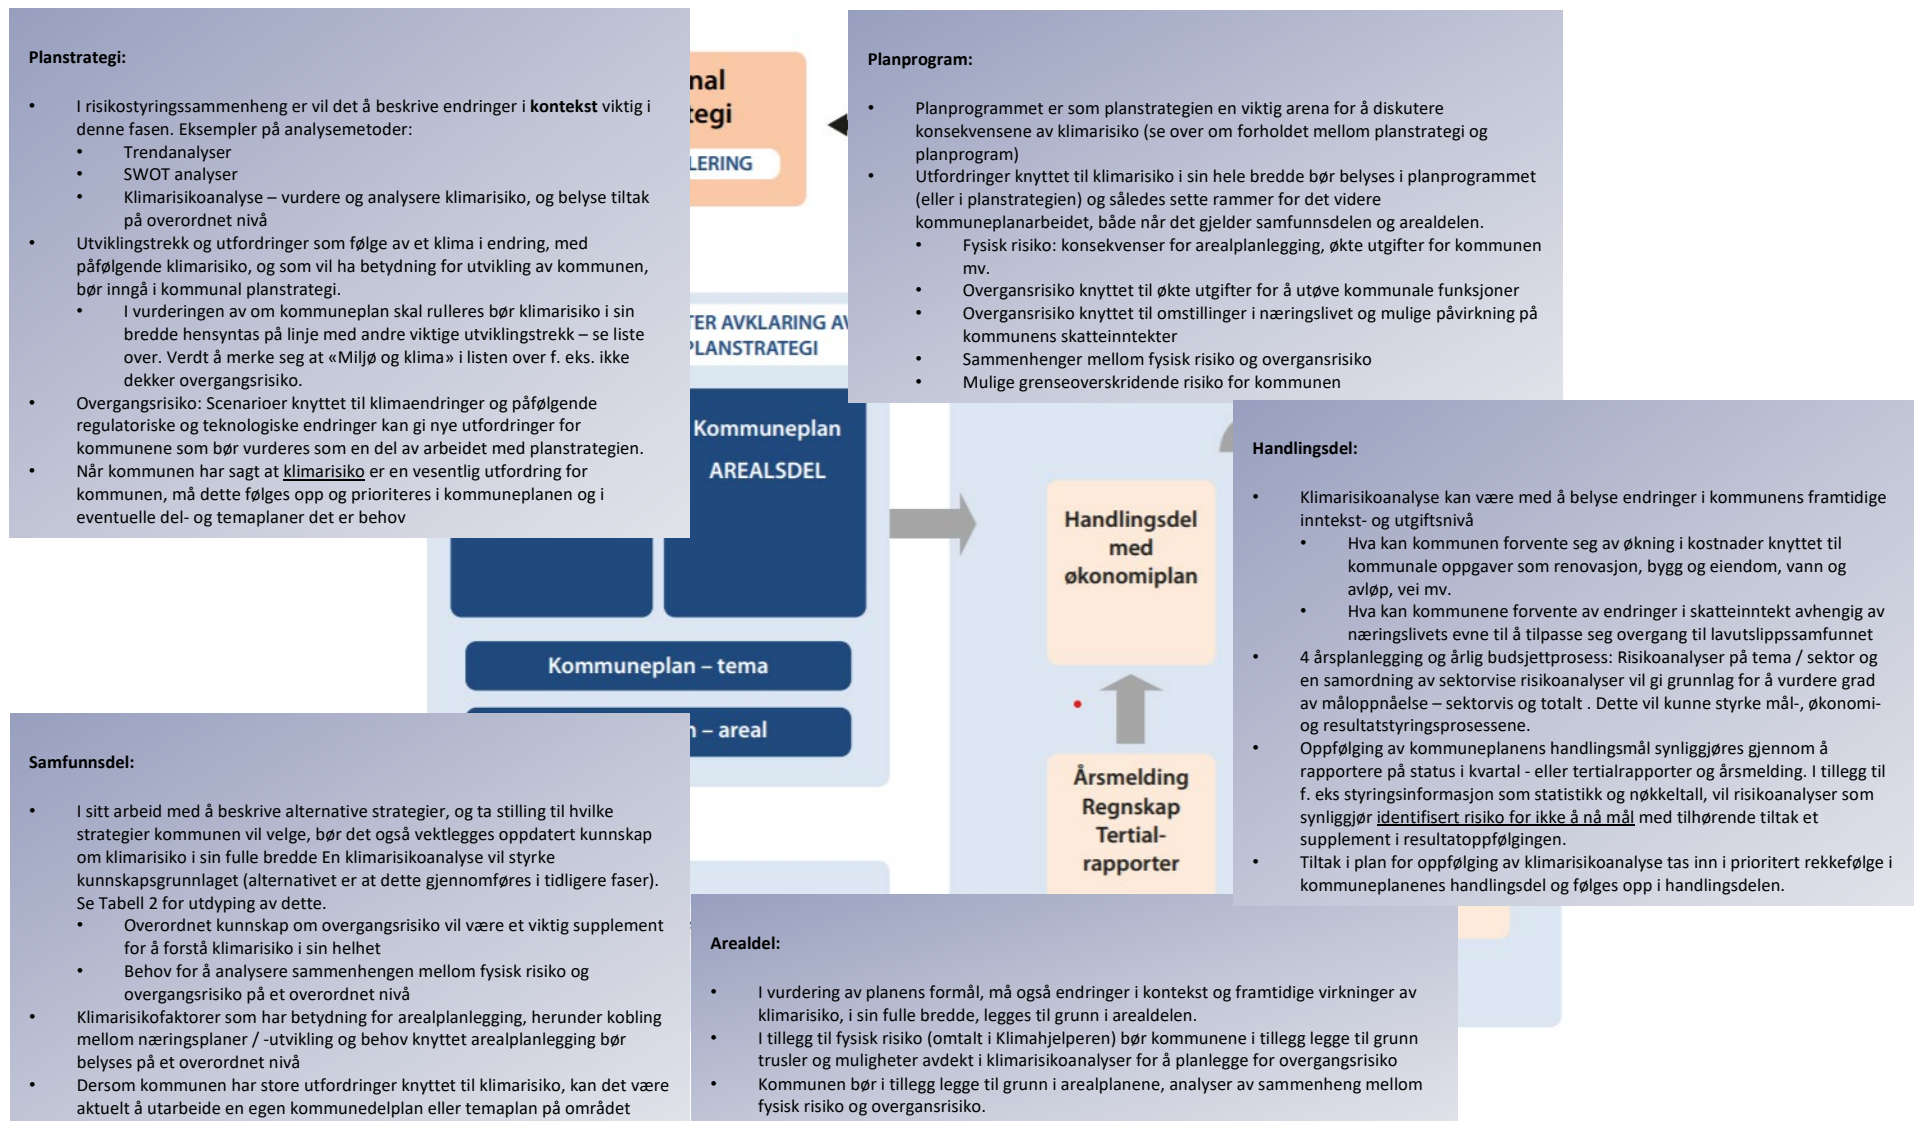 Planstrategi:
• I risikostyringssammenheng er vil det å beskrive endringer i kontekst viktig i
denne fasen. Eksempler på analysemetoder:
• Trendanalyser
• SWOT analyser
• Klimarisikoanalyse – vurdere og analysere klimarisiko, og belyse tiltak
på overordnet nivå
• Utviklingstrekk og utfordringer som følge av et klima i endring, med
påfølgende klimarisiko, og som vil ha betydning for utvikling av kommunen,
bør inngå i kommunal planstrategi.
• I vurderingen av om kommuneplan skal rulleres bør klimarisiko i sin
bredde hensyntas på linje med andre viktige utviklingstrekk – se liste
over. Verdt å merke seg at «Miljø og klima» i listen over f. eks. ikke
dekker overgangsrisiko.
• Overgangsrisiko: Scenarioer knyttet til klimaendringer og påfølgende
regulatoriske og teknologiske endringer kan gi nye utfordringer for
kommunene som bør vurderes som en del av arbeidet med planstrategien.
• Når kommunen har sagt at klimarisiko er en vesentlig utfordring for
kommunen, må dette følges opp og prioriteres i kommuneplanen og i
eventuelle del- og temaplaner det er behov
nal
tegi
LERING
Planprogram:
• Planprogrammet er som planstrategien en viktig arena for å diskutere
konsekvensene av klimarisiko (se over om forholdet mellom planstrategi og
planprogram)
• Utfordringer knyttet til klimarisiko i sin hele bredde bør belyses i planprogrammet
(eller i planstrategien) og således sette rammer for det videre
kommuneplanarbeidet, både når det gjelder samfunnsdelen og arealdelen.
• Fysisk risiko: konsekvenser for arealplanlegging, økte utgifter for kommunen
mv.
• Overgansrisiko knyttet til økte utgifter for å utøve kommunale funksjoner
• Overgansrisiko knyttet til omstillinger i næringslivet og mulige påvirkning på
kommunens skatteinntekter
• Sammenhenger mellom fysisk risiko og overgansrisiko
• Mulige grenseoverskridende risiko for kommunen
TER AVKLARING AV
PLANSTRATEGI
Kommuneplan
AREALSDEL
Kommuneplan – tema
n – areal
Handlingsdel
med
økonomiplan
Årsmelding
Regnskap
Tertial-
rapporter
Handlingsdel:
• Klimarisikoanalyse kan være med å belyse endringer i kommunens framtidige
inntekst- og utgiftsnivå
• Hva kan kommunen forvente seg av økning i kostnader knyttet til
kommunale oppgaver som renovasjon, bygg og eiendom, vann og
avløp, vei mv.
• Hva kan kommunene forvente av endringer i skatteinntekt avhengig av
næringslivets evne til å tilpasse seg overgang til lavutslippssamfunnet
• 4 årsplanlegging og årlig budsjettprosess: Risikoanalyser på tema / sektor og
en samordning av sektorvise risikoanalyser vil gi grunnlag for å vurdere grad
av måloppnåelse – sektorvis og totalt . Dette vil kunne styrke mål-, økonomi-
og resultatstyringsprosessene.
• Oppfølging av kommuneplanens handlingsmål synliggjøres gjennom å
rapportere på status i kvartal - eller tertialrapporter og årsmelding. I tillegg til
f. eks styringsinformasjon som statistikk og nøkkeltall, vil risikoanalyser som
synliggjør identifisert risiko for ikke å nå mål med tilhørende tiltak et
supplement i resultatoppfølgingen.
• Tiltak i plan for oppfølging av klimarisikoanalyse tas inn i prioritert rekkefølge i
kommuneplanenes handlingsdel og følges opp i handlingsdelen.
Samfunnsdel:
• I sitt arbeid med å beskrive alternative strategier, og ta stilling til hvilke
strategier kommunen vil velge, bør det også vektlegges oppdatert kunnskap
om klimarisiko i sin fulle bredde En klimarisikoanalyse vil styrke
kunnskapsgrunnlaget (alternativet er at dette gjennomføres i tidligere faser).
Se Tabell 2 for utdyping av dette.
• Overordnet kunnskap om overgangsrisiko vil være et viktig supplement
for å forstå klimarisiko i sin helhet
• Behov for å analysere sammenhengen mellom fysisk risiko og
overgangsrisiko på et overordnet nivå
• Klimarisikofaktorer som har betydning for arealplanlegging, herunder kobling
mellom næringsplaner / -utvikling og behov knyttet arealplanlegging bør
belyses på et overordnet nivå
• Dersom kommunen har store utfordringer knyttet til klimarisiko, kan det være
aktuelt å utarbeide en egen kommunedelplan eller temaplan på området
Arealdel:
• I vurdering av planens formål, må også endringer i kontekst og framtidige virkninger av
klimarisiko, i sin fulle bredde, legges til grunn i arealdelen.
• I tillegg til fysisk risiko (omtalt i Klimahjelperen) bør kommunene i tillegg legge til grunn
trusler og muligheter avdekt i klimarisikoanalyser for å planlegge for overgangsrisiko
• Kommunen bør i tillegg legge til grunn i arealplanene, analyser av sammenheng mellom
fysisk risiko og overgansrisiko.